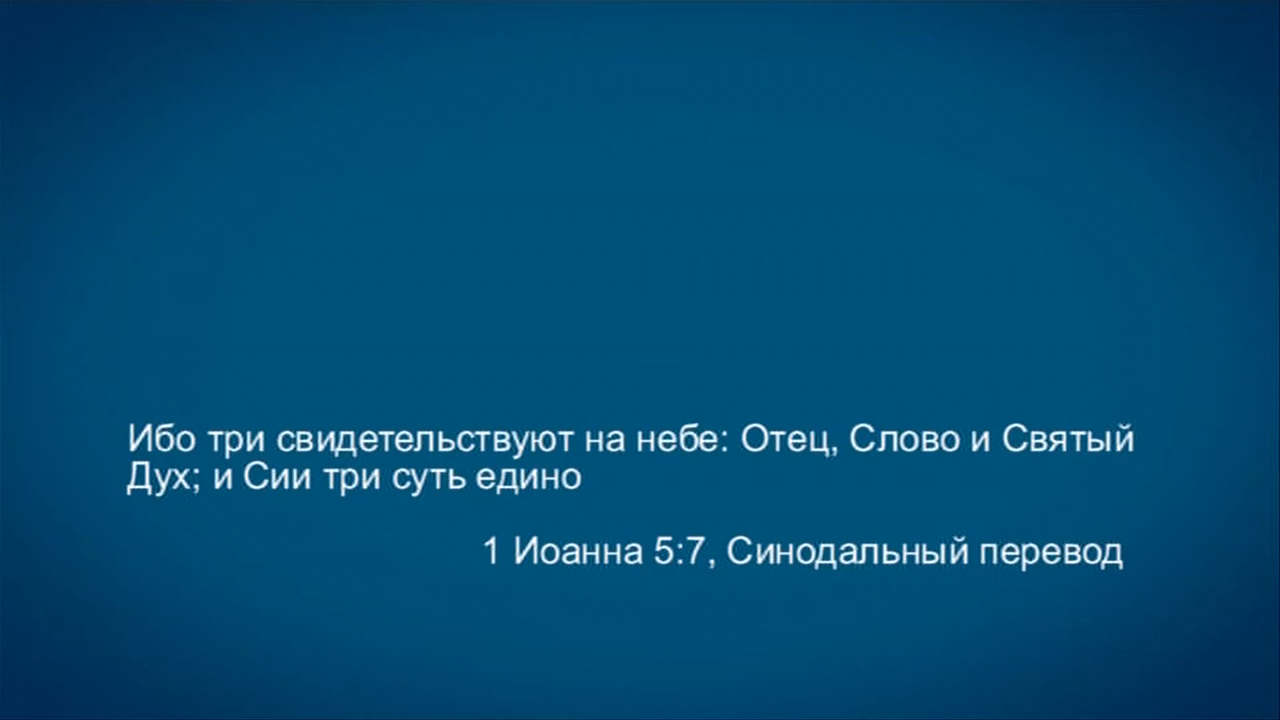 Ибо три свидетельствуют на небе: Отец, Слово и Святый
Дух; и Сии три суть едино
1 Иоанна 5:7, Синодальный перевод